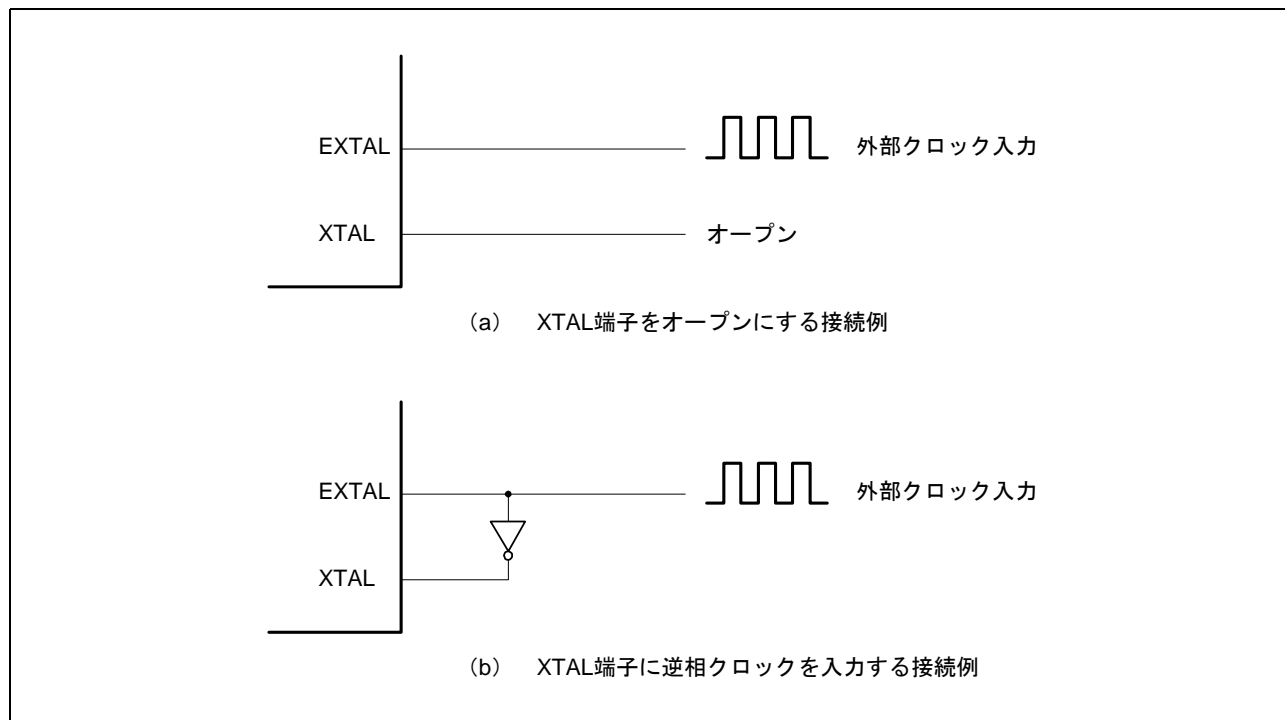 EXTAL 外部クロック入力
XTAL オープン
（a） XTAL端子をオープンにする接続例
EXTAL 外部クロック入力
XTAL
（b） XTAL端子に逆相クロックを入力する接続例